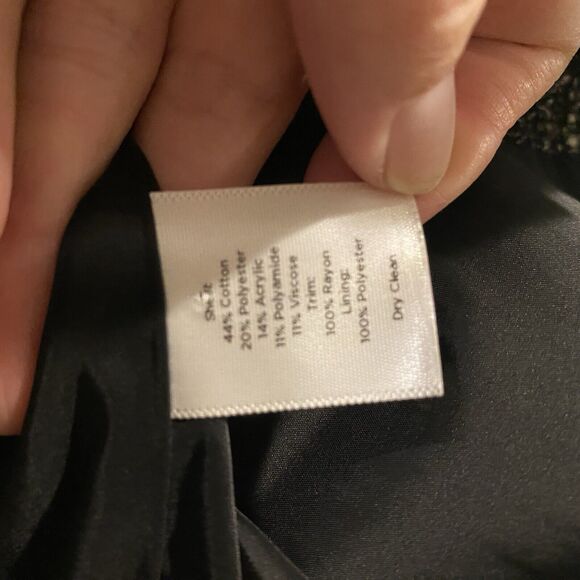 Shell:
44% Cotton
20% Polyester
14% Acrylic
11% Polyamide
11% Viscose
Trim:
100% Rayon
Lining:
100% Polyester
Dry Clean